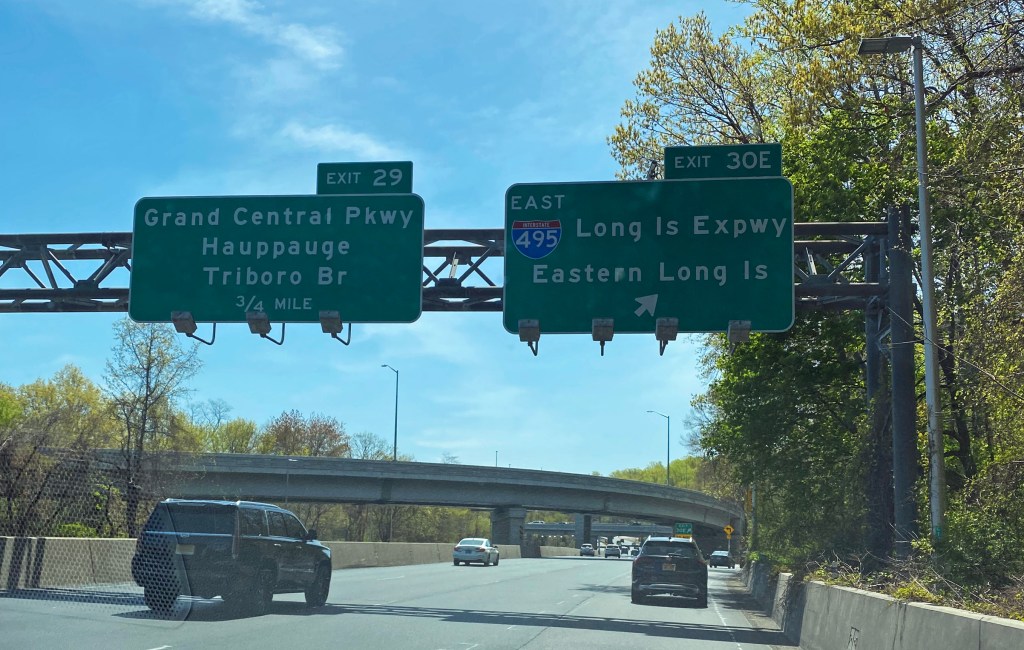 EXIT 29
Grand Central Pkwy
Hauppauge
Triboro Br
3/4 MILE
EXIT 30E
EAST
INTERSTATE
495
Long Is Expwy
Eastern Long Is